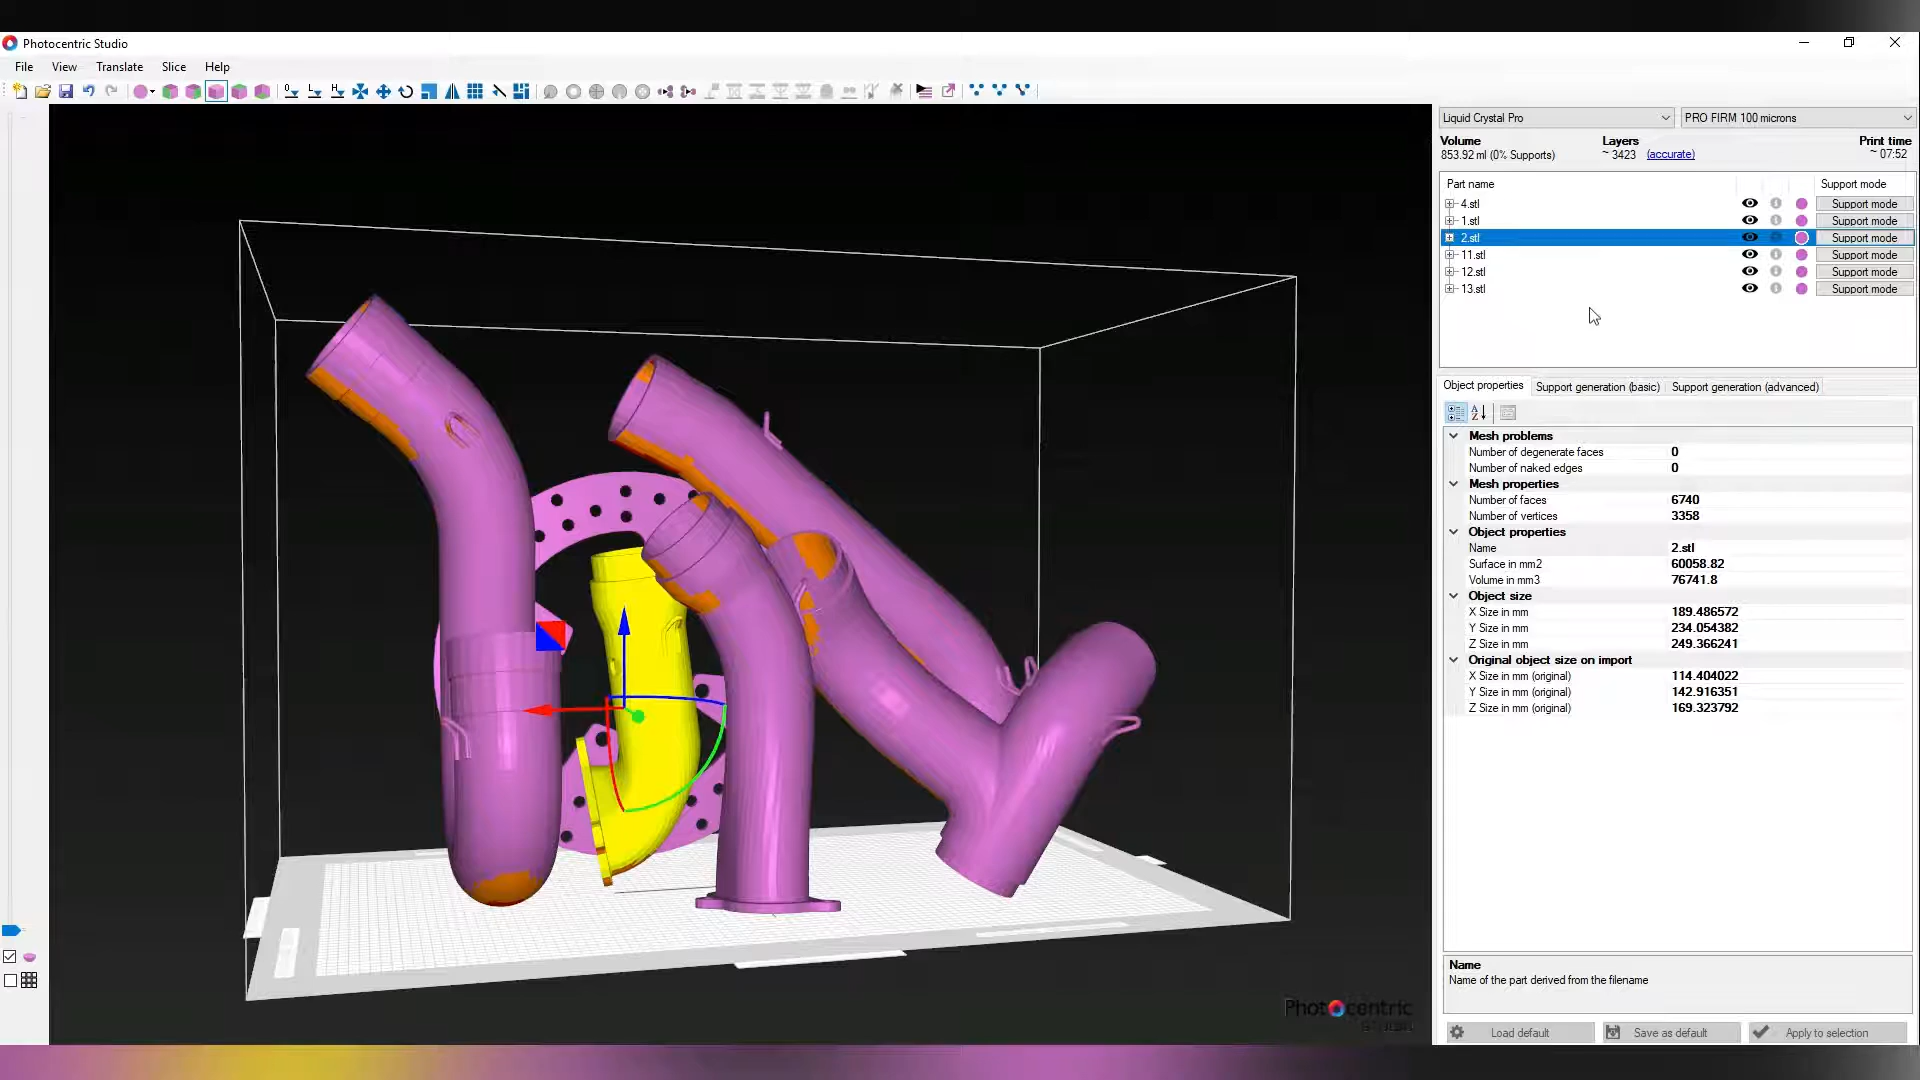 Photocentric Studio
File View Translate Slice Help
Liquid Crystal Pro PRO FIRM 100 microns
Volume Layers Print time
853.92 ml (0% Supports) ~ 3423 (accurate) ~ 07:52
Part name Support mode
4.stl Support mode
1.stl Support mode
2.stl Support mode
11.stl Support mode
12.stl Support mode
13.stl Support mode
Object properties Support generation (basic) Support generation (advanced)
Mesh problems
Number of degenerate faces 0
Number of naked edges 0
Mesh properties
Number of faces 6740
Number of vertices 3358
Object properties
Name 2.stl
Surface in mm2 60058.82
Volume in mm3 76741.8
Object size
X Size in mm 189.486572
Y Size in mm 234.054382
Z Size in mm 249.366241
Original object size on import
X Size in mm (original) 114.404022
Y Size in mm (original) 142.916351
Z Size in mm (original) 169.323792
Name
Name of the part derived from the filename
Photocentric
Load default Save as default Apply to selection